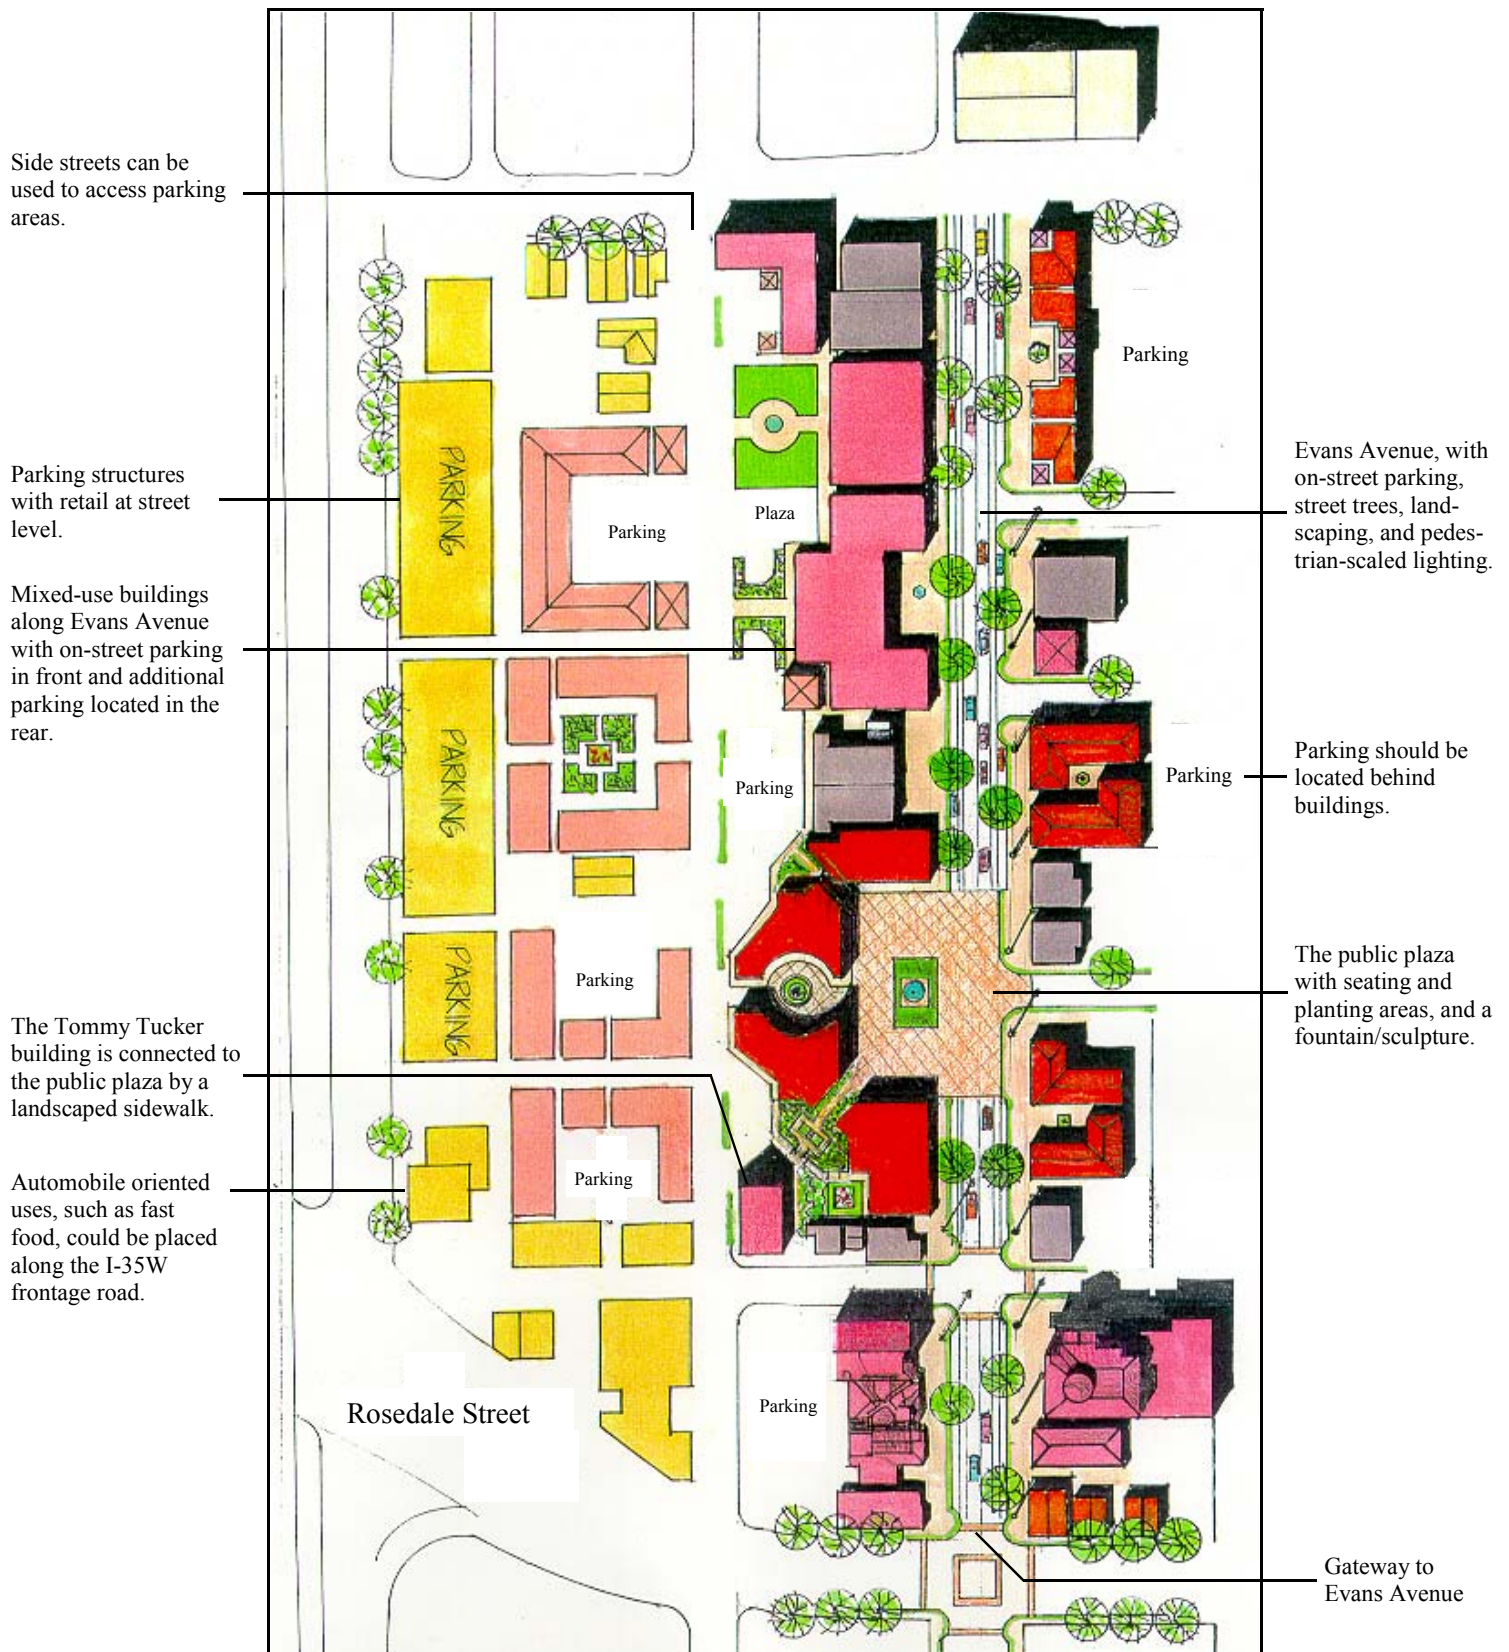 Side streets can be
used to access parking
areas.
Parking structures
with retail at street
level.
Mixed-use buildings
along Evans Avenue
with on-street parking
in front and additional
parking located in the
rear.
The Tommy Tucker
building is connected to
the public plaza by a
landscaped sidewalk.
Automobile oriented
uses, such as fast
food, could be placed
along the I-35W
frontage road.
PARKING
PARKING
PARKING
Parking
Plaza
Parking
Parking
Parking
Parking
Rosedale Street
Parking
Parking
Evans Avenue, with
on-street parking,
street trees, land-
scaping, and pedes-
trian-scaled lighting.
Parking should be
located behind
buildings.
The public plaza
with seating and
planting areas, and a
fountain/sculpture.
Gateway to
Evans Avenue